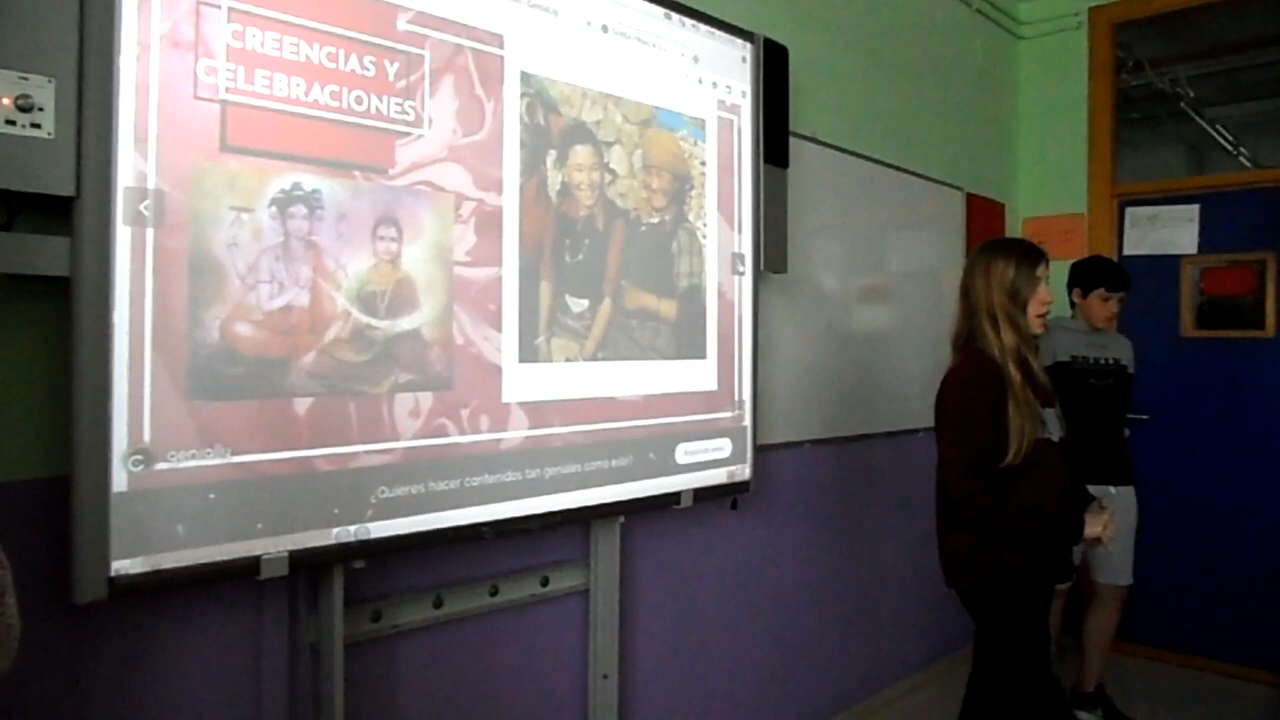 CREENCIAS Y
CELEBRACIONES
genially
¿Quieres hacer contenidos tan geniales como este?